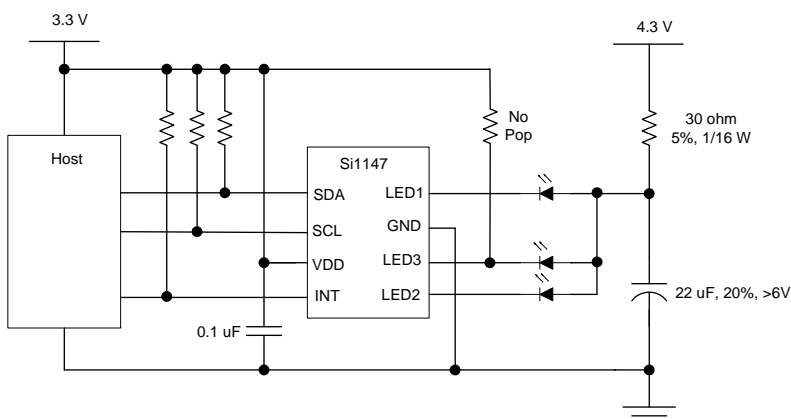 3.3 V
4.3 V
No
Pop
30 ohm
5%, 1/16 W
Host
Si1147
SDA
LED1
SCL
GND
VDD
LED3
INT
LED2
0.1 uF
22 uF, 20%, >6V